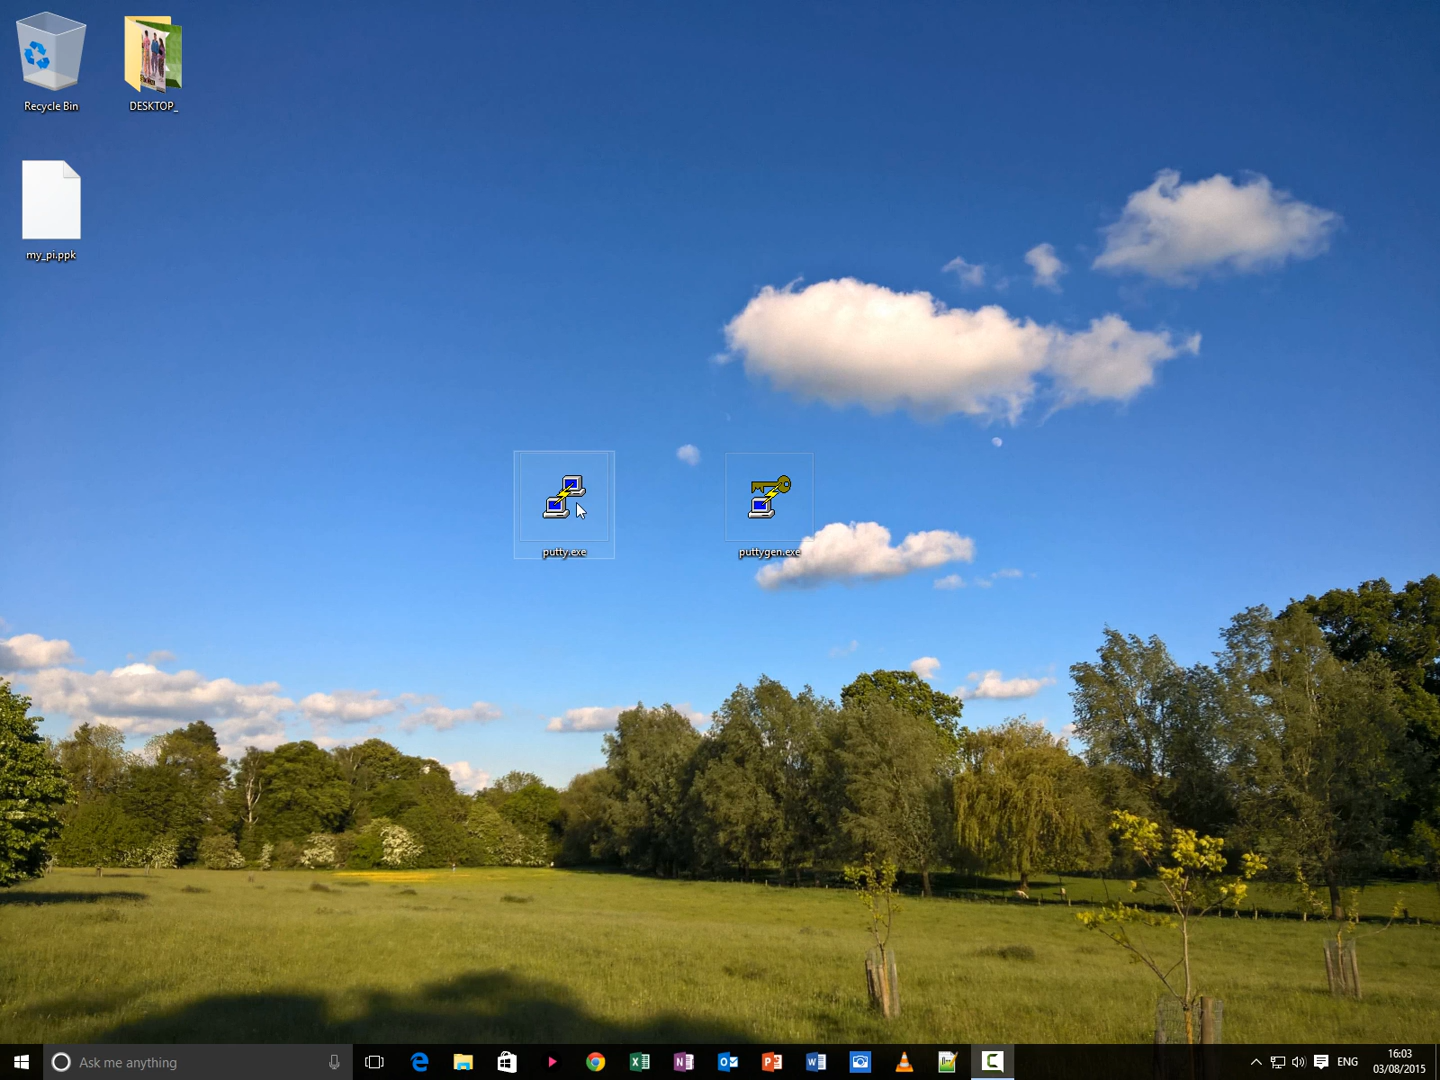 Recycle Bin
DESKTOP_
my_pi.ppk
putty.exe
puttygen.exe
Ask me anything
ENG
16:03
03/08/2015